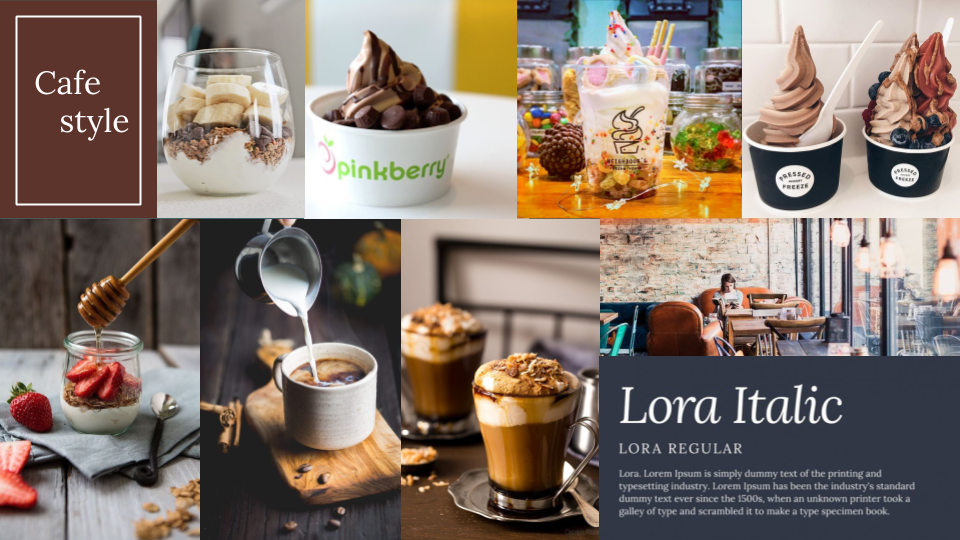 Cafe
style
pinkberry
PRESSED
FREEZE
PRESSED
FREEZE
Lora Italic
LORA REGULAR
Lora. Lorem Ipsum is simply dummy text of the printing and
typesetting industry. Lorem Ipsum has been the industry's standard
dummy text ever since the 1500s, when an unknown printer took a
galley of type and scrambled it to make a type specimen book.